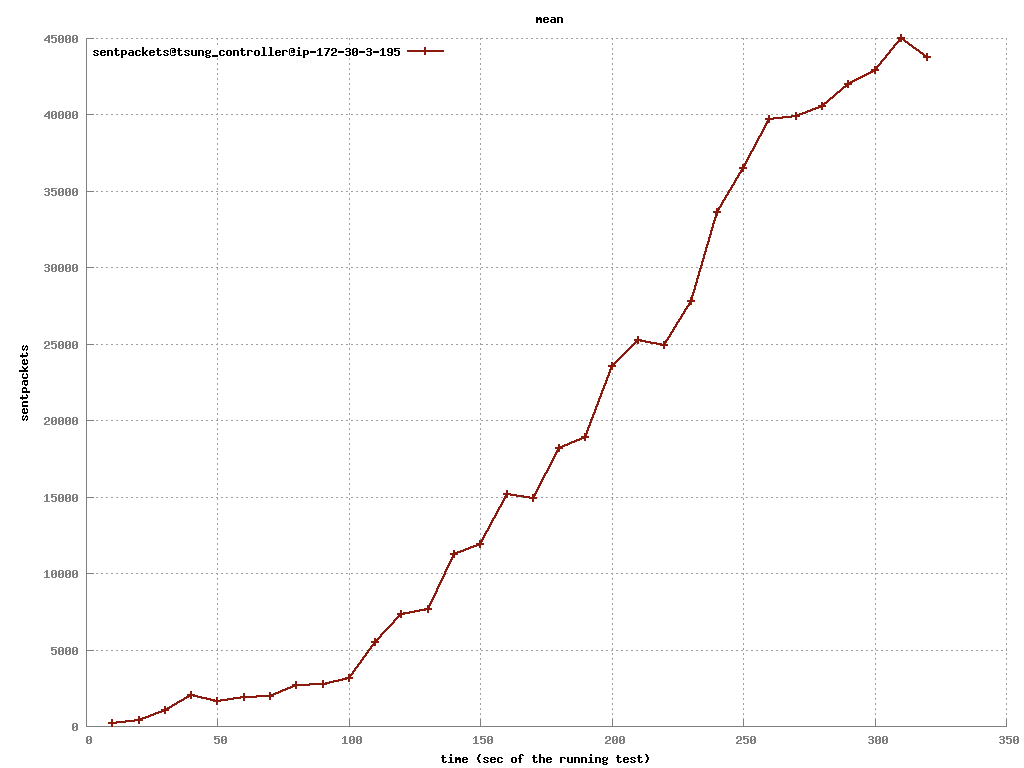 mean
sentpackets@tsung_controller@ip-172-30-3-195
45000
40000
35000
30000
25000
20000
15000
10000
5000
0
sentpackets
0 50 100 150 200 250 300 350
time (sec of the running test)